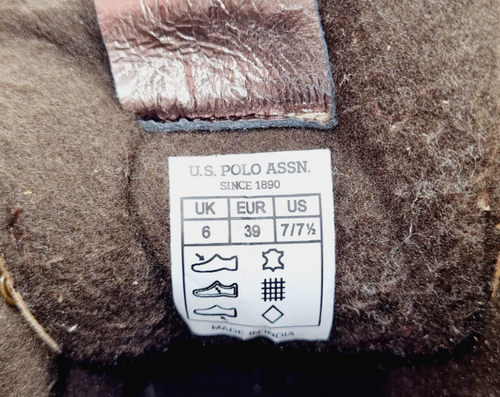 U.S. POLO ASSN.
SINCE 1890
UK EUR US
6 39 7/7½
MADE IN INDIA